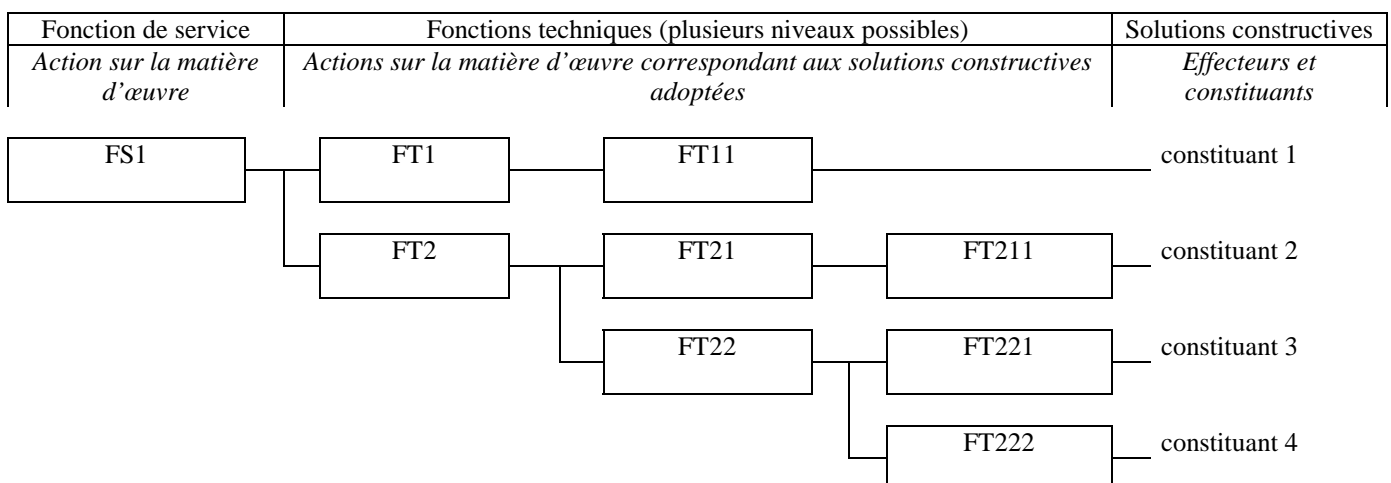 Fonction de service Fonctions techniques (plusieurs niveaux possibles) Solutions constructives
Action sur la matière Actions sur la matière d’œuvre correspondant aux solutions constructives Effecteurs et
d’œuvre adoptées constituants
FS1 FT1 FT11 constituant 1
FT2 FT21 FT211 constituant 2
FT22 FT221 constituant 3
FT222 constituant 4